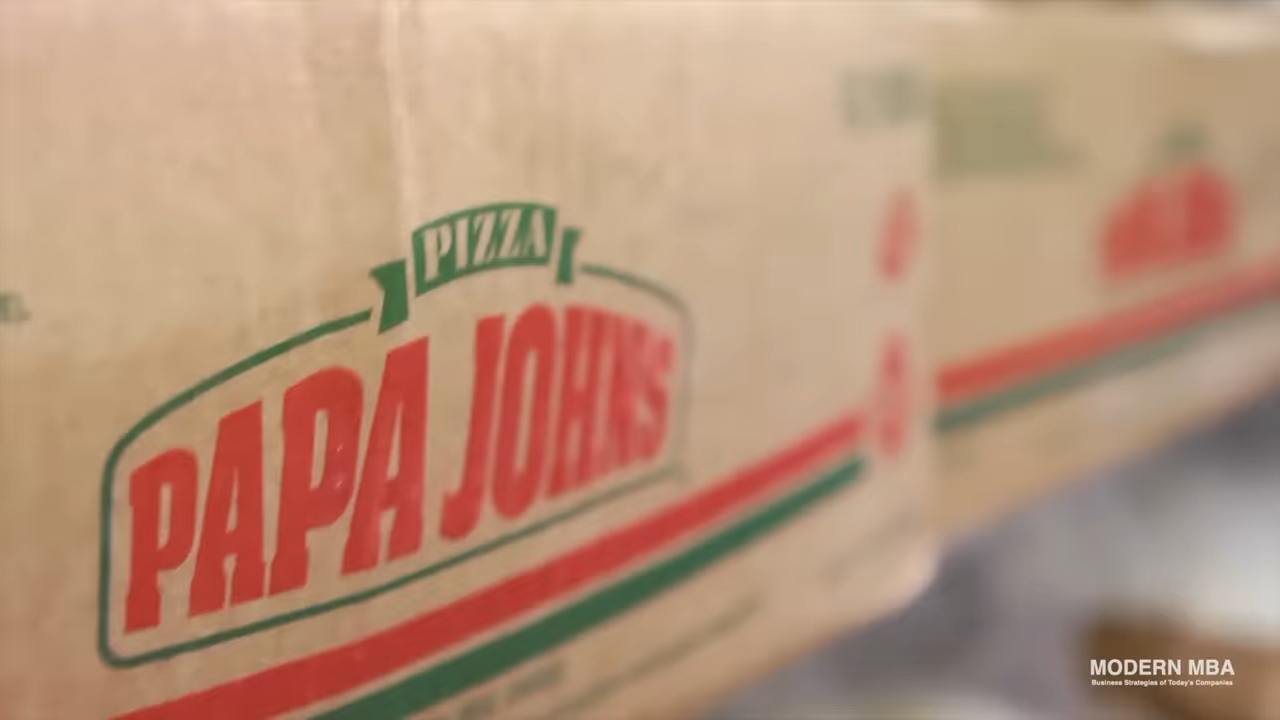 PIZZA
PAPA JOHNS
MODERN MBA
Business Strategies of Today's Companies